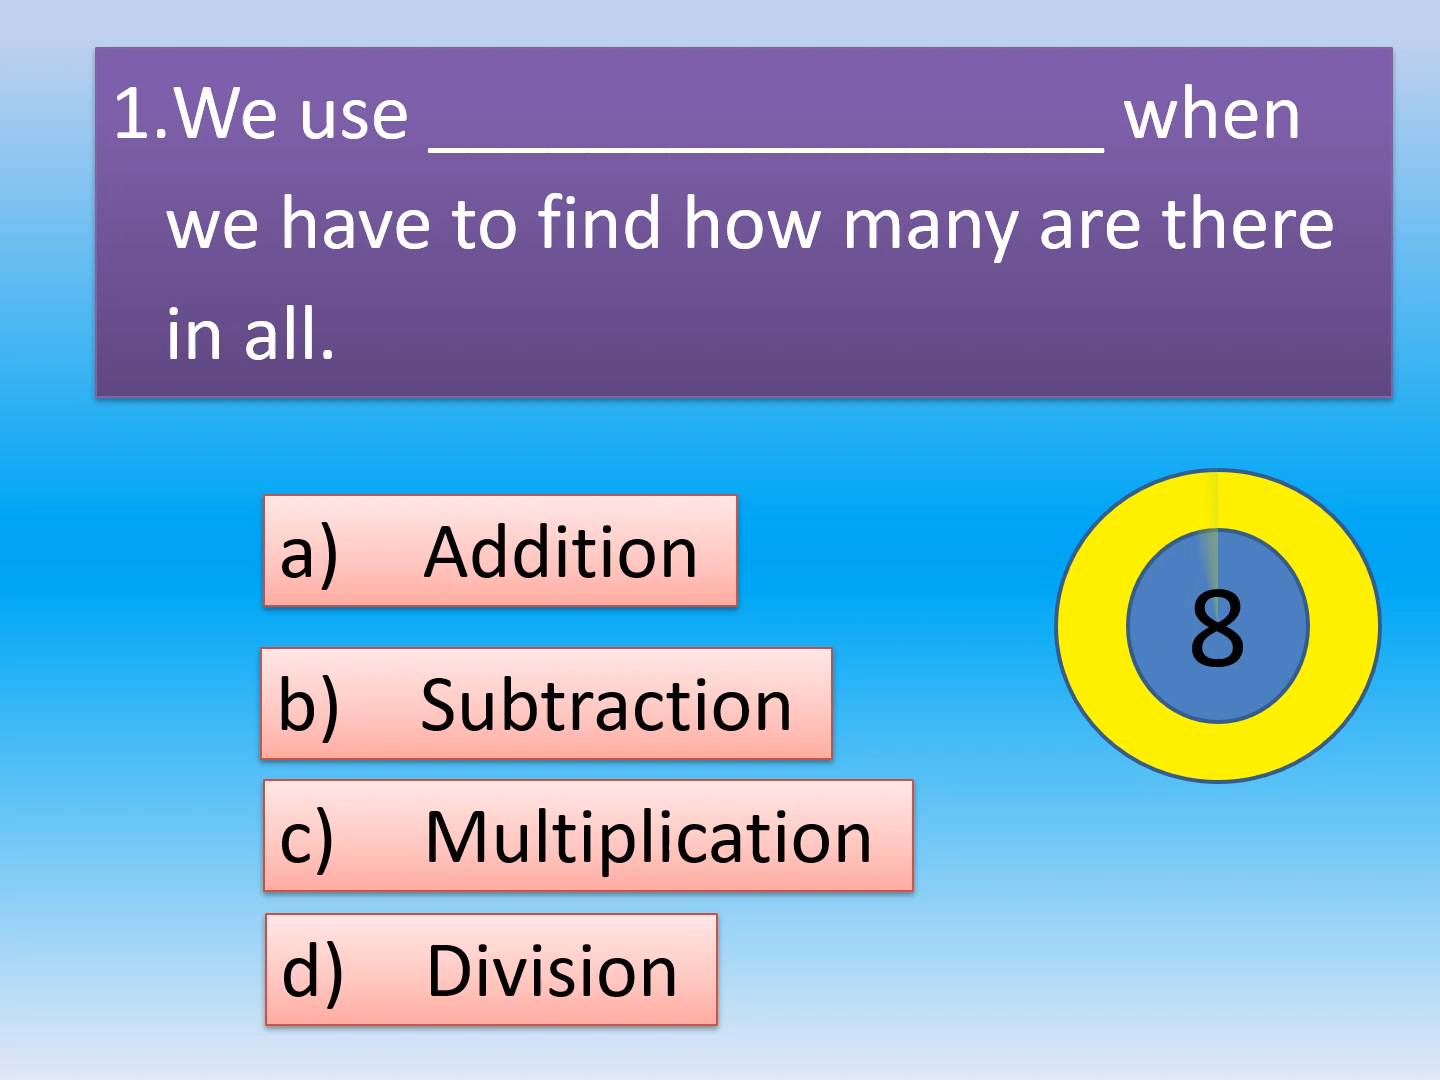 1.We use _________________ when
we have to find how many are there
in all.
a) Addition
8
b) Subtraction
c) Multiplication
d) Division